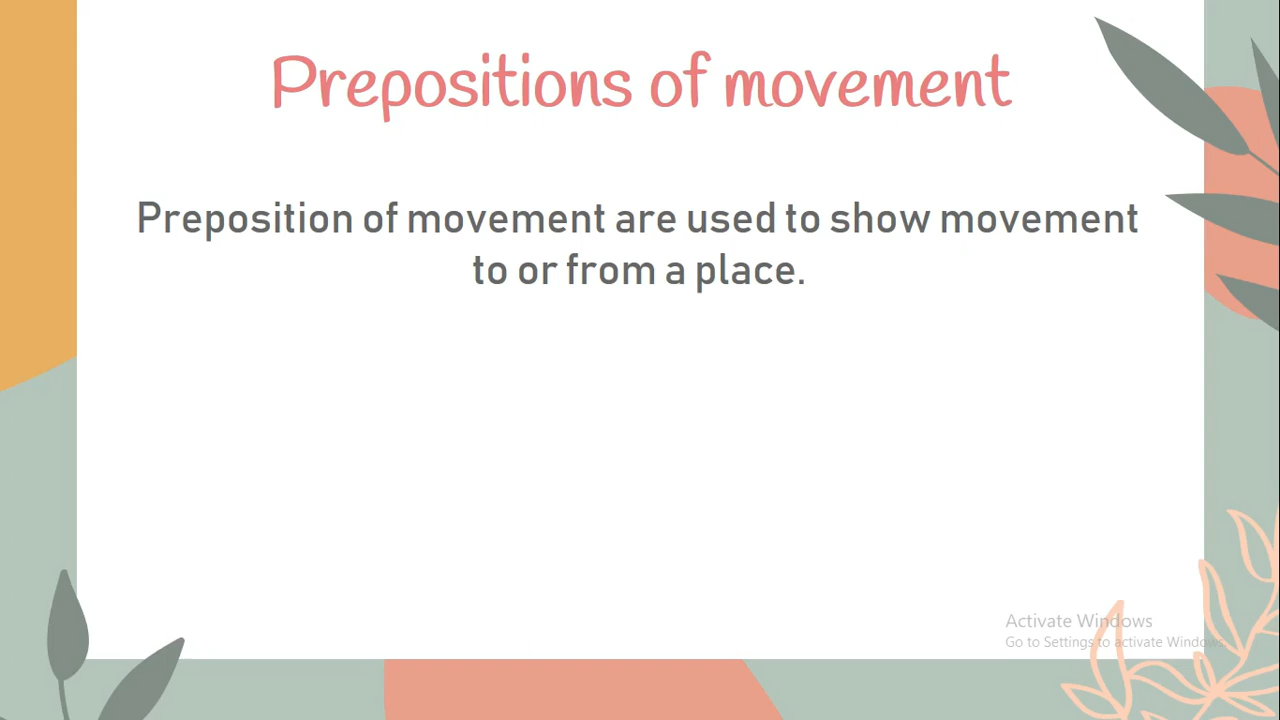 Prepositions of movement
Preposition of movement are used to show movement
to or from a place.
Activate Windows
Go to Settings to activate Windows.